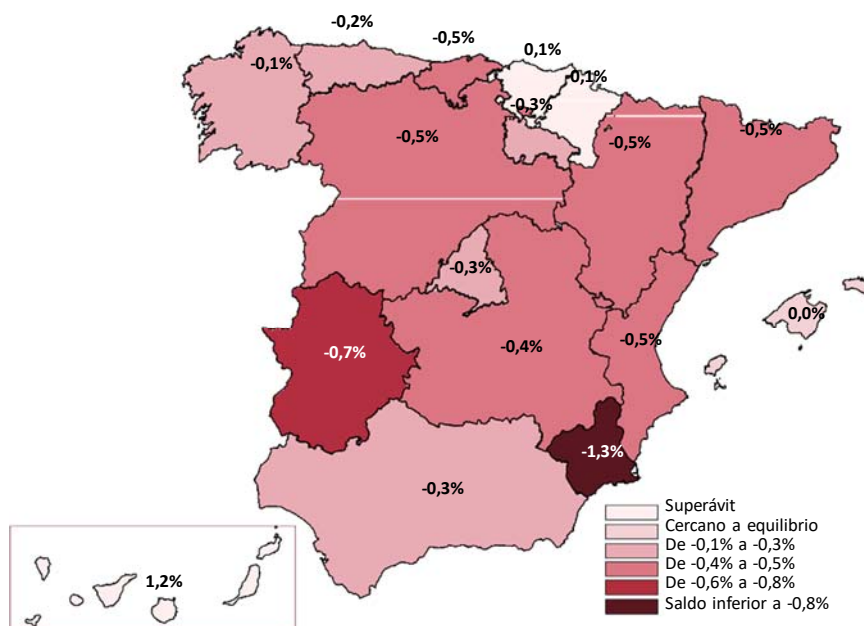 -0,2%
-0,5%
0,1%
-0,1%
0,1%
-0,3%
-0,5%
-0,5%
-0,5%
-0,3%
0,0%
-0,7%
-0,4%
-0,5%
-1,3%
-0,3%
1,2%
Superávit
Cercano a equilibrio
De -0,1% a -0,3%
De -0,4% a -0,5%
De -0,6% a -0,8%
Saldo inferior a -0,8%